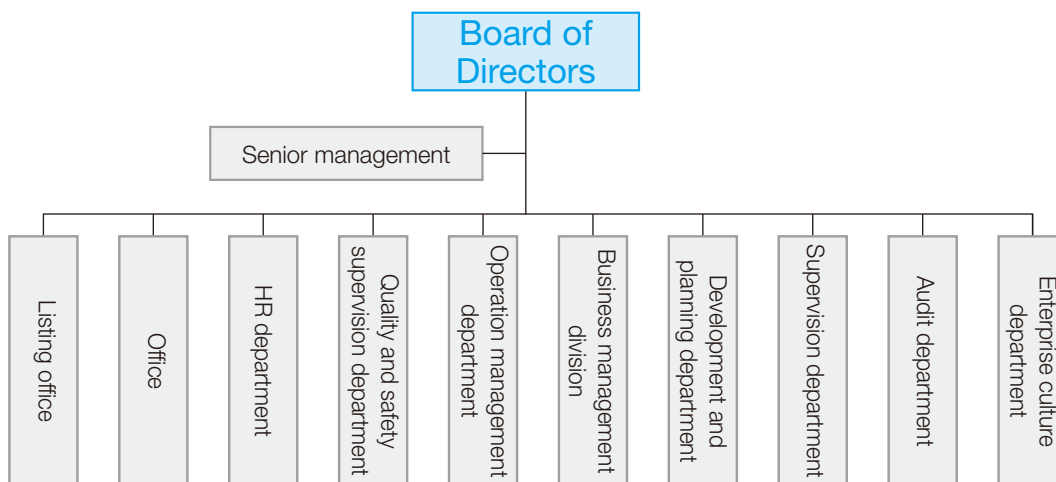 Board of
Directors
Senior management
Listing office
Office
HR department
Quality and safety
supervision department
Operation management
department
Business management
division
Development and
planning department
Supervision department
Audit department
Enterprise culture
department